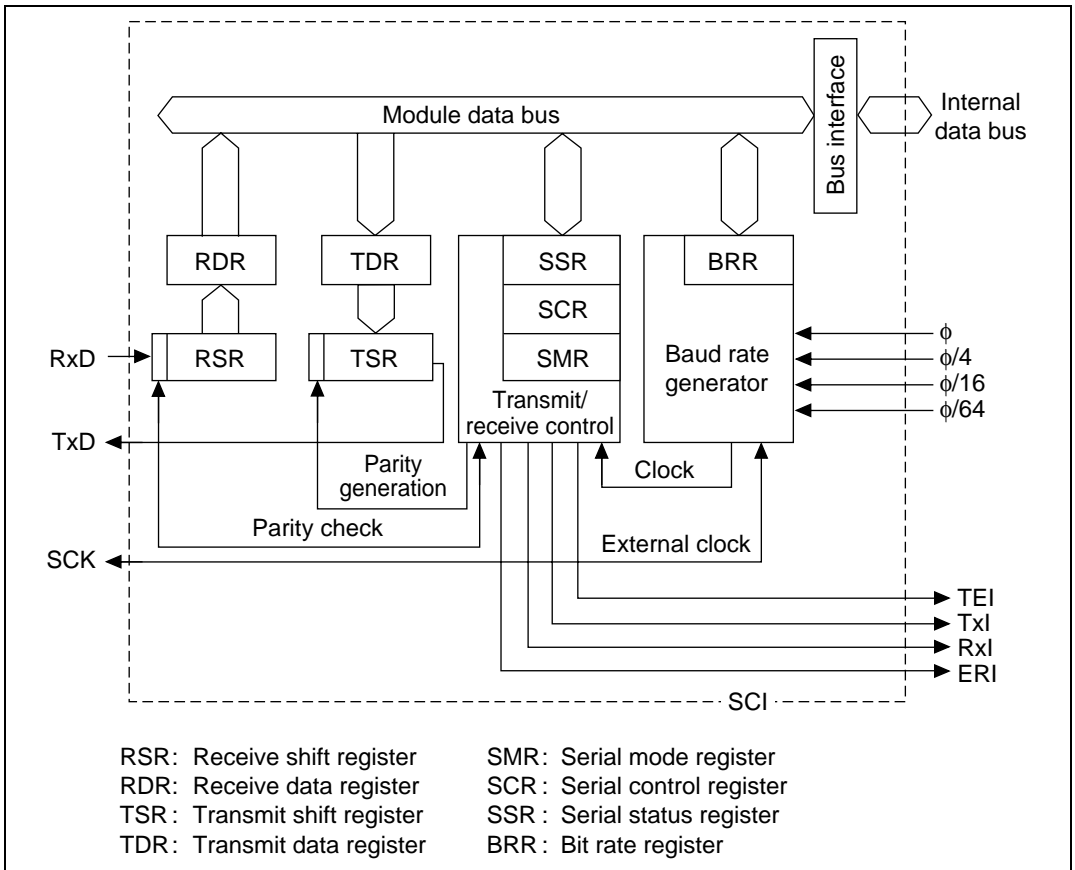 Module data bus
Bus interface
Internal
data bus
RDR
TDR
SSR
BRR
SCR
RxD
RSR
TSR
SMR
Baud rate
generator
ϕ
ϕ/4
ϕ/16
ϕ/64
Transmit/
receive control
TxD
Parity
generation
Clock
Parity check
External clock
SCK
TEI
TxI
RxI
ERI
SCI
RSR: Receive shift register
RDR: Receive data register
TSR: Transmit shift register
TDR: Transmit data register
SMR: Serial mode register
SCR: Serial control register
SSR: Serial status register
BRR: Bit rate register